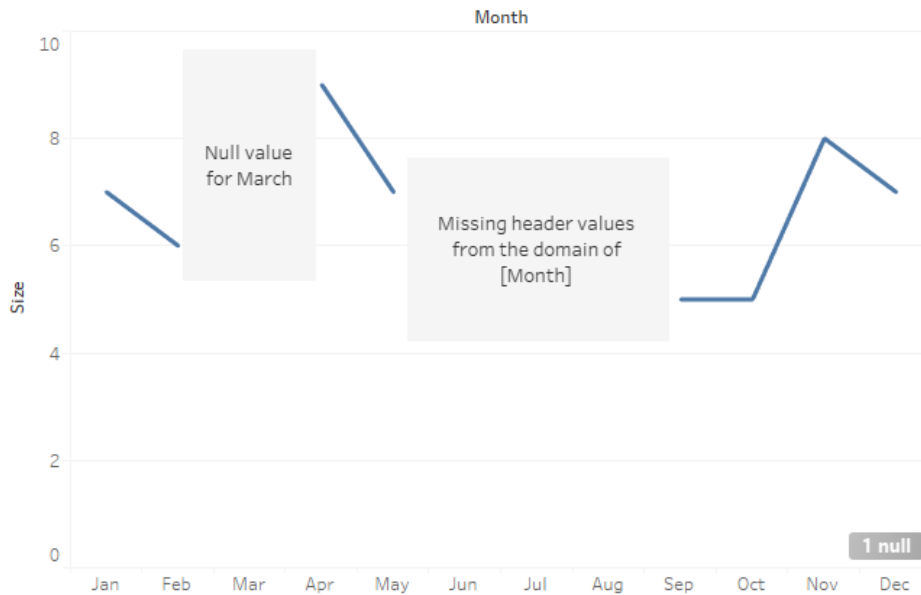 Month
10
8
6
4
2
0
Size
Null value
for March
Missing header values
from the domain of
[Month]
1 null
Jan Feb Mar Apr May Jun Jul Aug Sep Oct Nov Dec